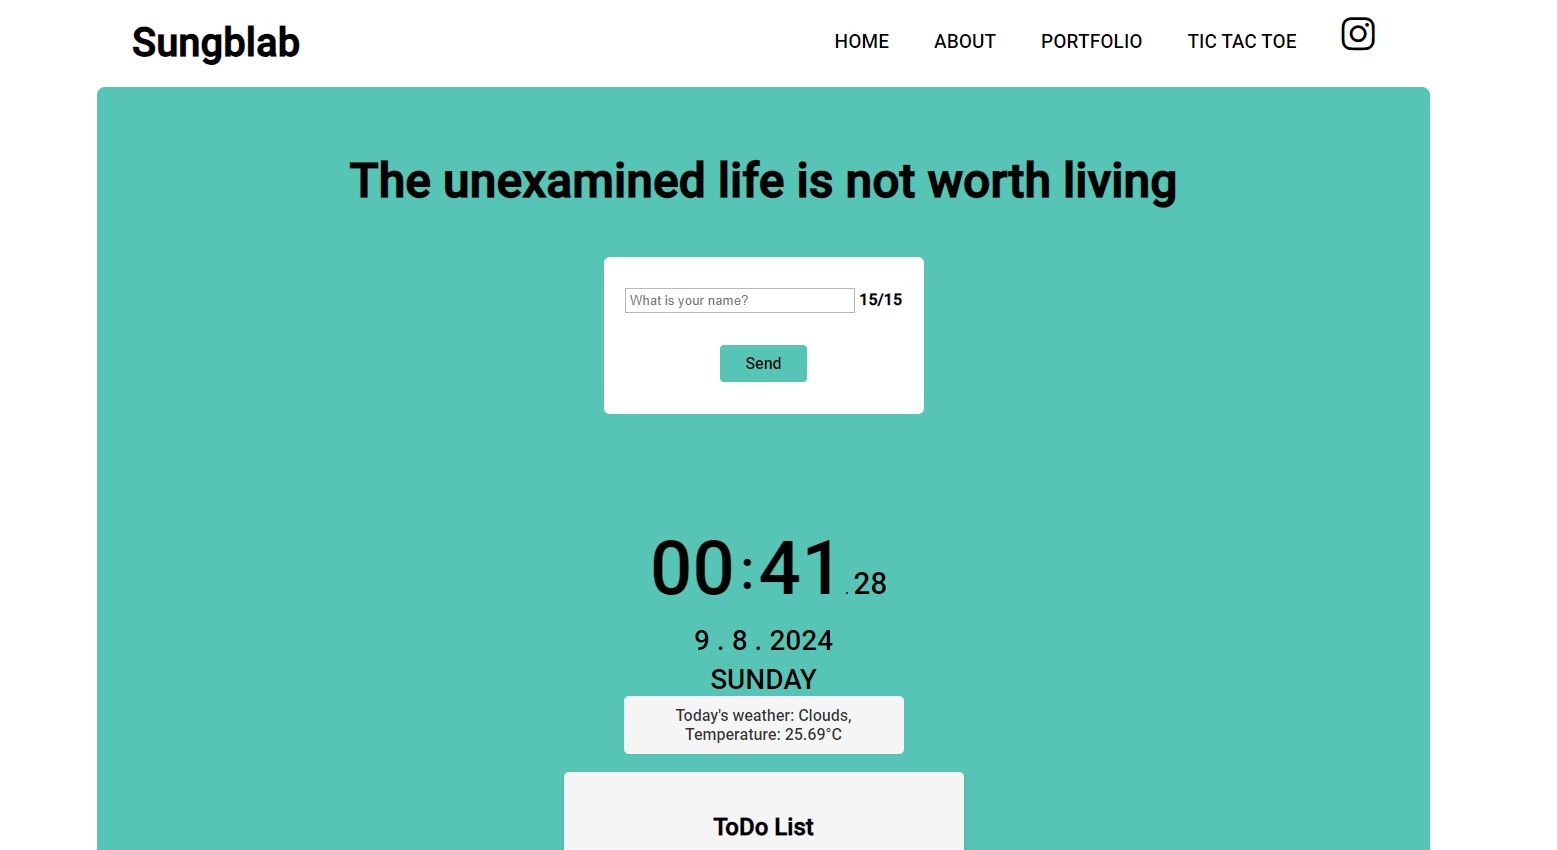 Sungblab
HOME ABOUT PORTFOLIO TIC TAC TOE
The unexamined life is not worth living
What is your name? 15/15
Send
00:41.28
9 . 8 . 2024
SUNDAY
Today's weather: Clouds,
Temperature: 25.69°C
ToDo List